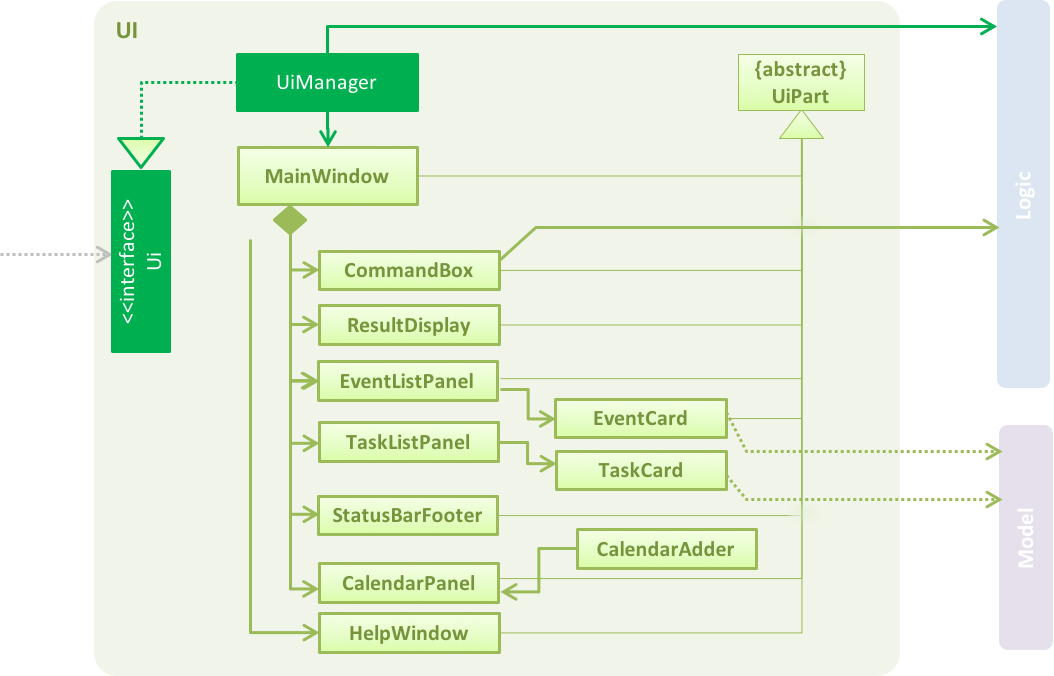 UI
UiManager
{abstract}
UiPart
<<interface>>
Ui
MainWindow
Logic
CommandBox
ResultDisplay
EventListPanel
EventCard
TaskListPanel
TaskCard
StatusBarFooter
Model
CalendarAdder
CalendarPanel
HelpWindow